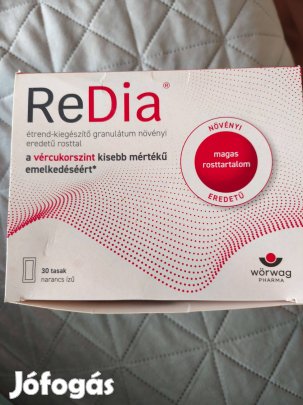 ReDia®
étrend-kiegészítő granulátum növényi
eredetű rosttal
a vércukorszint kisebb mértékű
emelkedéséért*
NÖVÉNYI
magas
rosttartalom
EREDETŰ
30 tasak
narancs ízű
wörwag
PHARMA
Jófogás